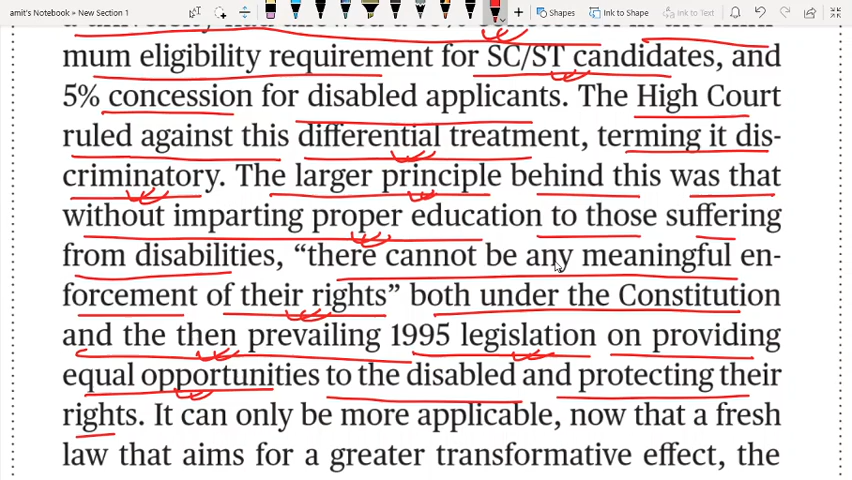 amit's Notebook » New Section 1
Shapes
Ink to Shape
Ink to Text
mum eligibility requirement for SC/ST candidates, and
5% concession for disabled applicants. The High Court
ruled against this differential treatment, terming it dis-
criminatory. The larger principle behind this was that
without imparting proper education to those suffering
from disabilities, “there cannot be any meaningful en-
forcement of their rights” both under the Constitution
and the then prevailing 1995 legislation on providing
equal opportunities to the disabled and protecting their
rights. It can only be more applicable, now that a fresh
law that aims for a greater transformative effect, the